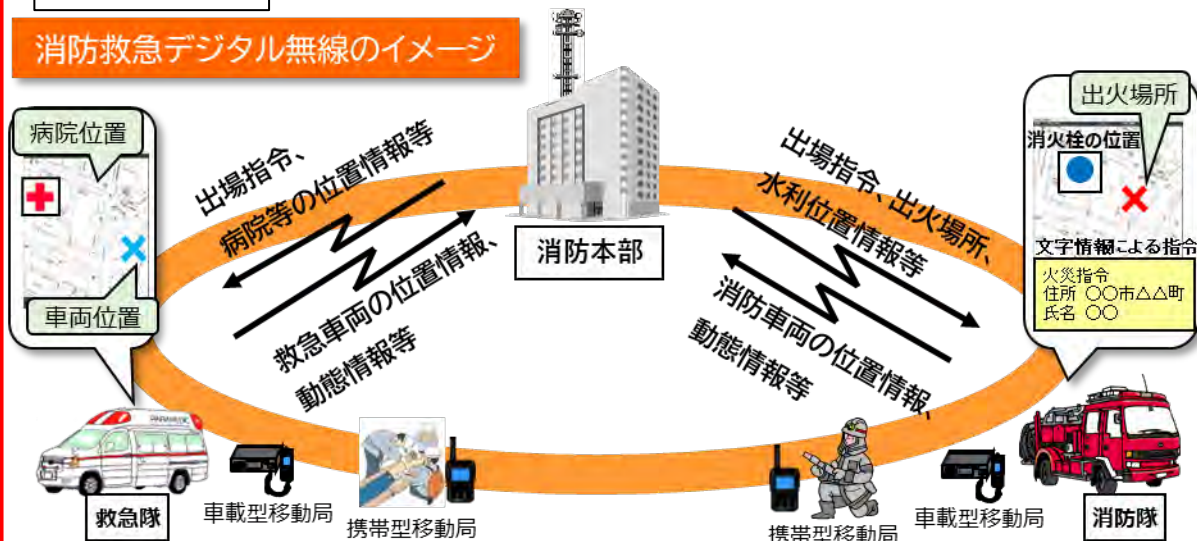 消防救急デジタル無線のイメージ
病院位置
車両位置
出場指令、
病院等の位置情報等
救急車両の位置情報、
動態情報等
消防本部
出場指令、出火場所、
水利位置情報等
消防車両の位置情報、
動態情報等
出火場所
消火栓の位置
文字情報による指令
火災指令
住所 〇〇市△△町
氏名 〇〇
救急隊
車載型移動局
携帯型移動局
携帯型移動局
車載型移動局
消防隊